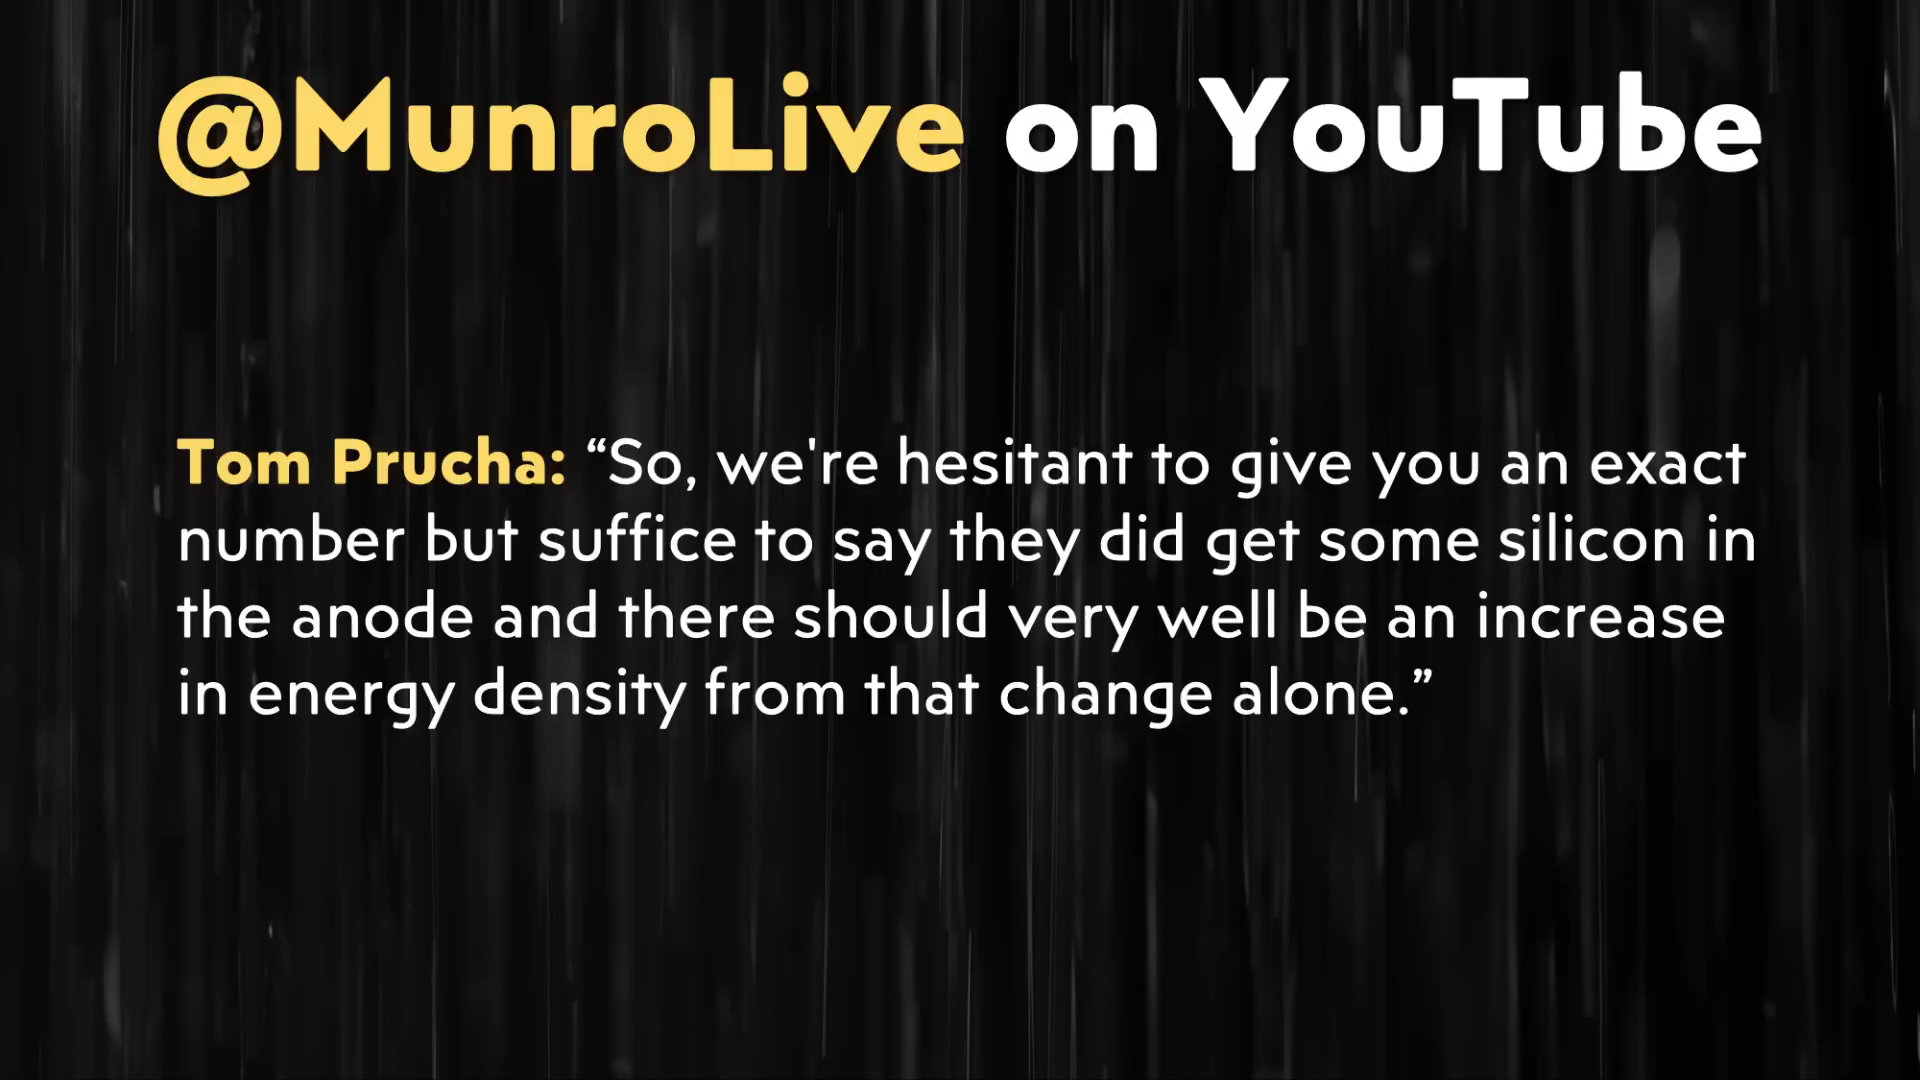 @MunroLive on YouTube
Tom Prucha: “So, we're hesitant to give you an exact
number but suffice to say they did get some silicon in
the anode and there should very well be an increase
in energy density from that change alone.”